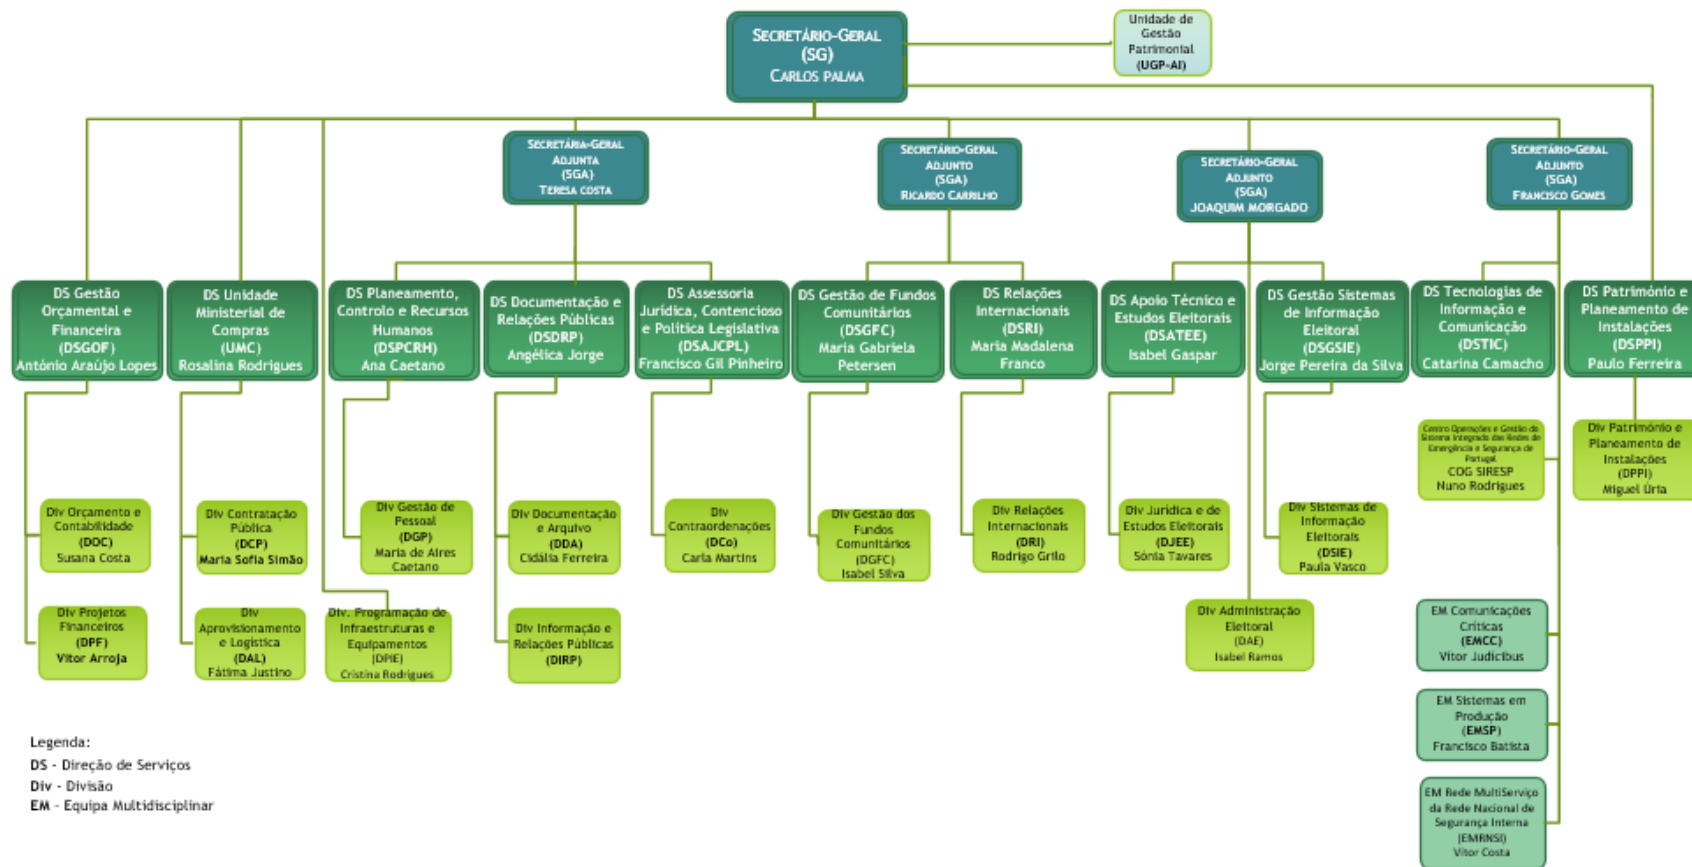 SECRETÁRIO-GERAL
(SG)
CARLOS PALMA
Unidade de
Gestão
Patrimonial
(UGP-AI)
SECRETÁRIA-GERAL
ADJUNTA
(SGA)
TERESA COSTA
SECRETÁRIO-GERAL
ADJUNTO
(SGA)
RICARDO CARRILHO
SECRETÁRIO-GERAL
ADJUNTO
(SGA)
JOAQUIM MORGADO
SECRETÁRIO-GERAL
ADJUNTO
(SGA)
FRANCISCO GOMES
DS Gestão
Orçamental e
Financeira
(DSGOF)
António Araújo Lopes
DS Unidade
Ministerial de
Compras
(UMC)
Rosalina Rodrigues
DS Planeamento,
Controlo e Recursos
Humanos
(DSPCRH)
Ana Caetano
DS Documentação e
Relações Públicas
(DSDRP)
Angélica Jorge
DS Assessoria
Jurídica, Contencioso
e Política Legislativa
(DSAJCPL)
Francisco Gil Pinheiro
DS Gestão de Fundos
Comunitários
(DSGFC)
Maria Gabriela
Petersen
DS Relações
Internacionais
(DSRI)
Maria Madalena
Franco
DS Apoio Técnico e
Estudos Eleitorais
(DSATEE)
Isabel Gaspar
DS Gestão Sistemas
de Informação
Eleitoral
(DSGSIE)
Jorge Pereira da Silva
DS Tecnologias de
Informação e
Comunicação
(DSTIC)
Catarina Camacho
DS Património e
Planeamento de
Instalações
(DSPPI)
Paulo Ferreira
Centro Operações e Gestão do
Sistema Integrado das Redes de
Emergência e Segurança de
Portugal
COG SIRESP
Nuno Rodrigues
Div Património e
Planeamento de
Instalações
(DPPI)
Miguel Úria
Div Orçamento e
Contabilidade
(DOC)
Susana Costa
Div Contratação
Pública
(DCP)
Maria Sofia Simão
Div Gestão de
Pessoal
(DGP)
Maria de Aires
Caetano
Div Documentação
e Arquivo
(DDA)
Cidália Ferreira
Div
Contraordenações
(DCo)
Carla Martins
Div Gestão dos
Fundos
Comunitários
(DGFC)
Isabel Silva
Div Relações
Internacionais
(DRI)
Rodrigo Grilo
Div Jurídica e de
Estudos Eleitorais
(DJEE)
Sónia Tavares
Div Sistemas de
Informação
Eleitorais
(DSIE)
Paula Vasco
Div Projetos
Financeiros
(DPF)
Vitor Arroja
Div
Aprovisionamento
e Logística
(DAL)
Fátima Justino
Div. Programação de
Infraestruturas e
Equipamentos
(DPIE)
Cristina Rodrigues
Div Informação e
Relações Públicas
(DIRP)
Div Administração
Eleitoral
(DAE)
Isabel Ramos
EM Comunicações
Críticas
(EMCC)
Vítor Judicibus
EM Sistemas em
Produção
(EMSP)
Francisco Batista
EM Rede MultiServiço
da Rede Nacional de
Segurança Interna
(EMRNSI)
Vitor Costa
Legenda:
DS - Direção de Serviços
Div - Divisão
EM - Equipa Multidisciplinar